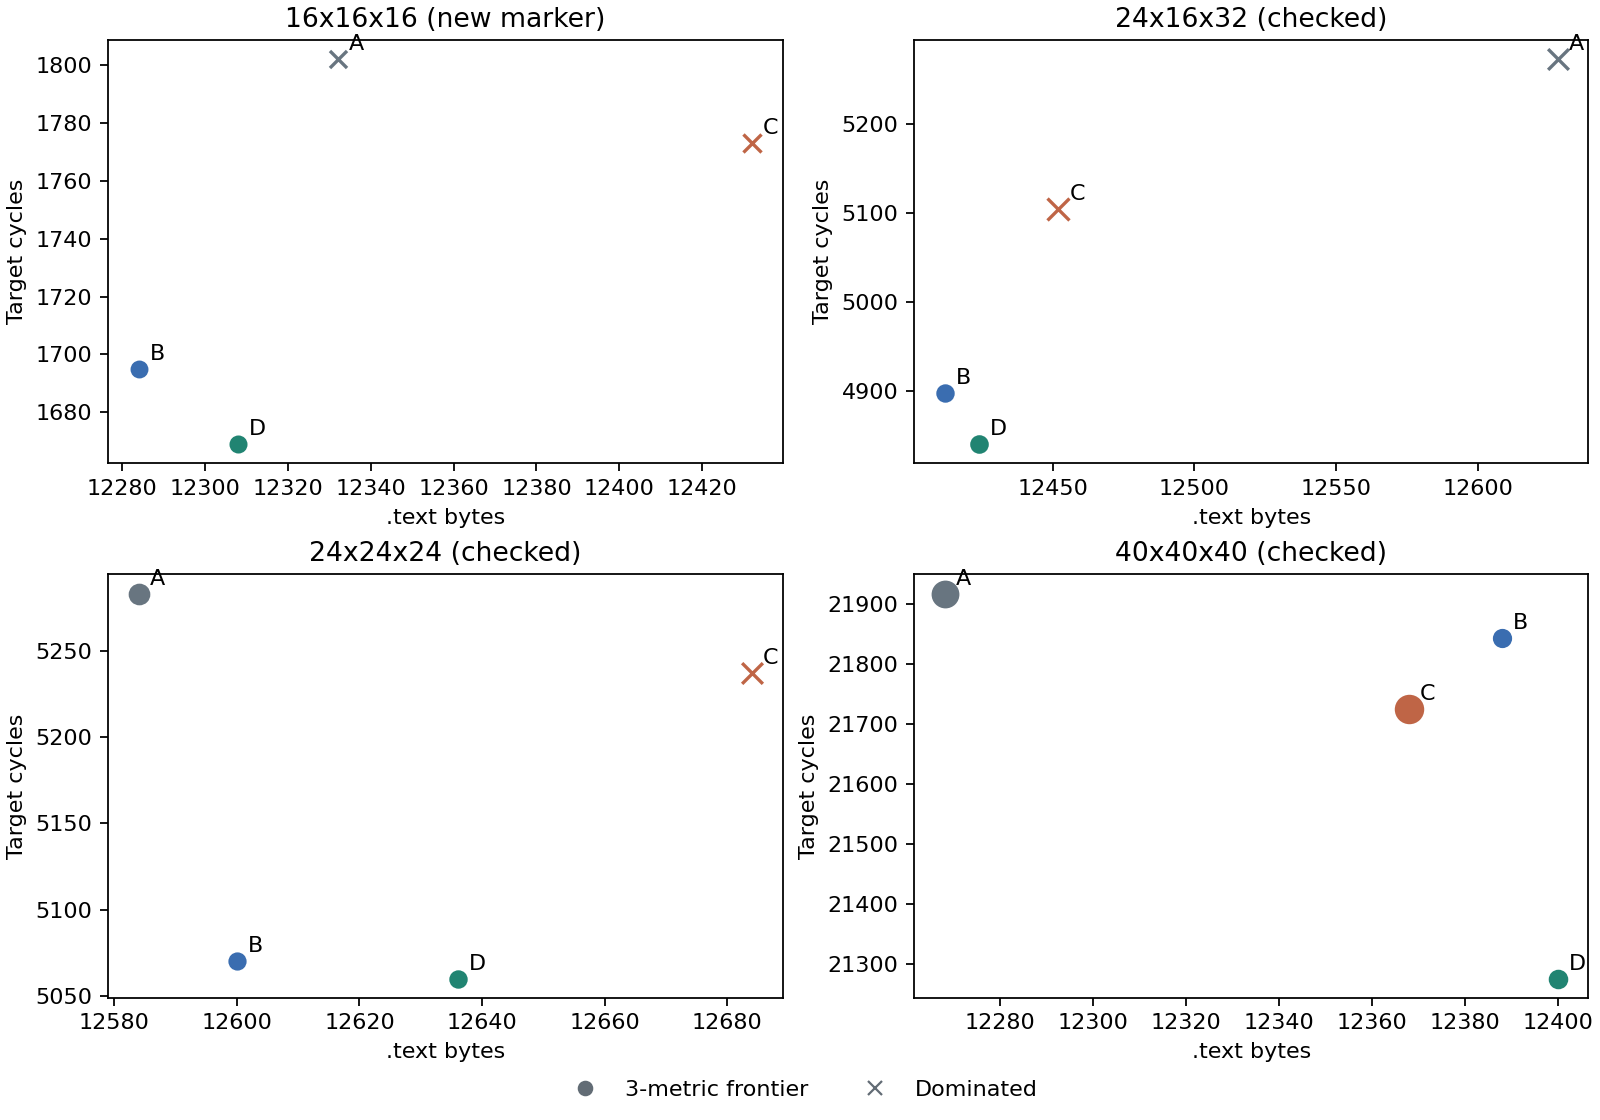 16x16x16 (new marker)
Target cycles
1800
1780
1760
1740
1720
1700
1680
A
C
B
D
12280 12300 12320 12340 12360 12380 12400 12420
.text bytes
24x16x32 (checked)
Target cycles
5200
5100
5000
4900
A
C
B
D
12450 12500 12550 12600
.text bytes
24x24x24 (checked)
Target cycles
5250
5200
5150
5100
5050
A
C
B
D
12580 12600 12620 12640 12660 12680
.text bytes
40x40x40 (checked)
Target cycles
21900
21800
21700
21600
21500
21400
21300
A
B
C
D
12280 12300 12320 12340 12360 12380 12400
.text bytes
3-metric frontier
Dominated